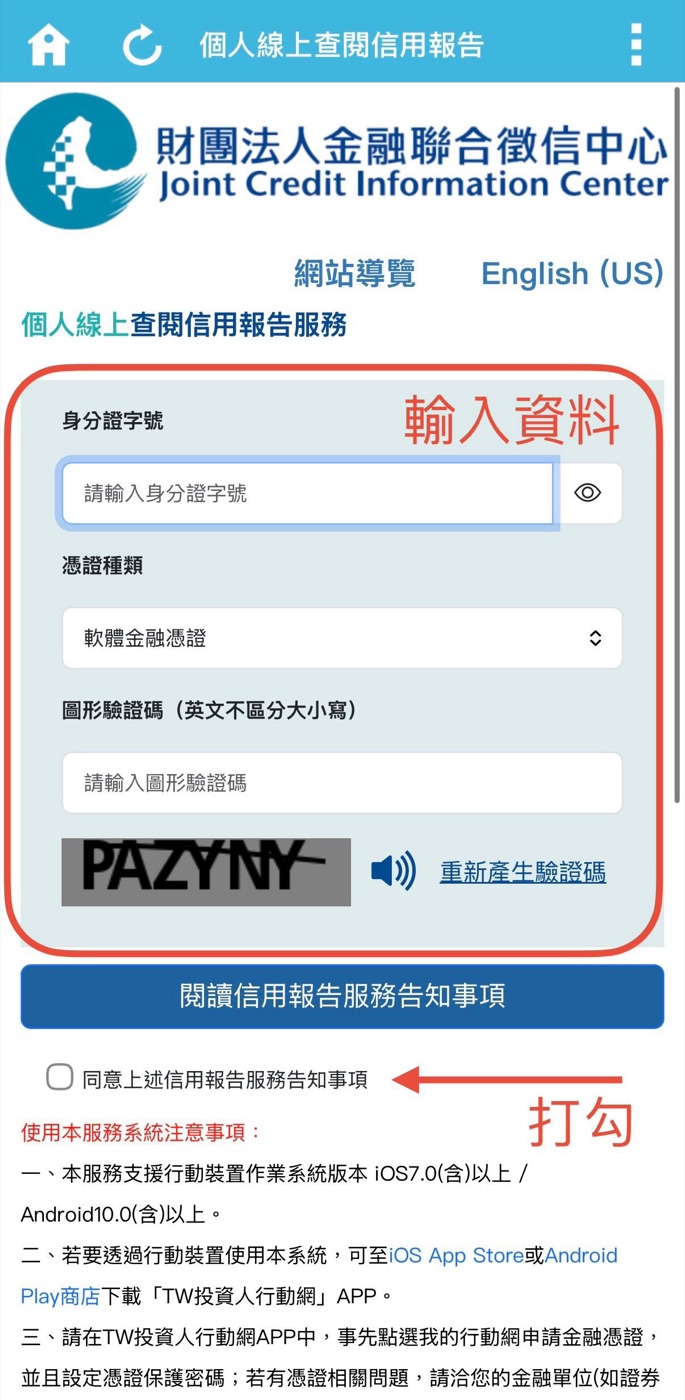 個人線上查閱信用報告
財團法人金融聯合徵信中心
Joint Credit Information Center
網站導覽 English (US)
個人線上查閱信用報告服務
輸入資料
身分證字號
請輸入身分證字號
憑證種類
軟體金融憑證
圖形驗證碼（英文不區分大小寫）
請輸入圖形驗證碼
PAZYNY
重新產生驗證碼
閱讀信用報告服務告知事項
同意上述信用報告服務告知事項
打勾
使用本服務系統注意事項：
一、本服務支援行動裝置作業系統版本 iOS7.0(含)以上 /
Android10.0(含)以上。
二、若要透過行動裝置使用本系統，可至iOS App Store或Android
Play商店下載「TW投資人行動網」APP。
三、請在TW投資人行動網APP中，事先點選我的行動網申請金融憑證，
並且設定憑證保護密碼；若有憑證相關問題，請洽您的金融單位(如證券